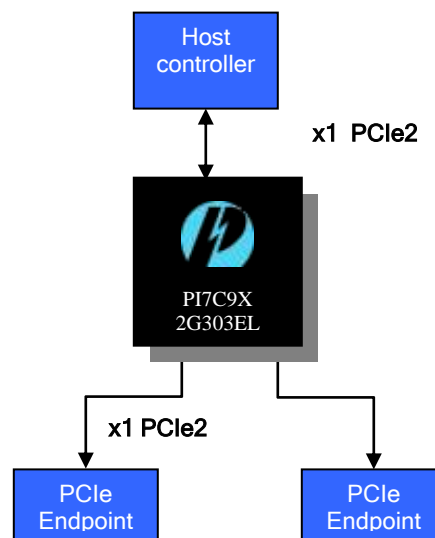 Host
controller
x1 PCIe2
PI7C9X
2G303EL
x1 PCIe2
PCIe
Endpoint
PCIe
Endpoint